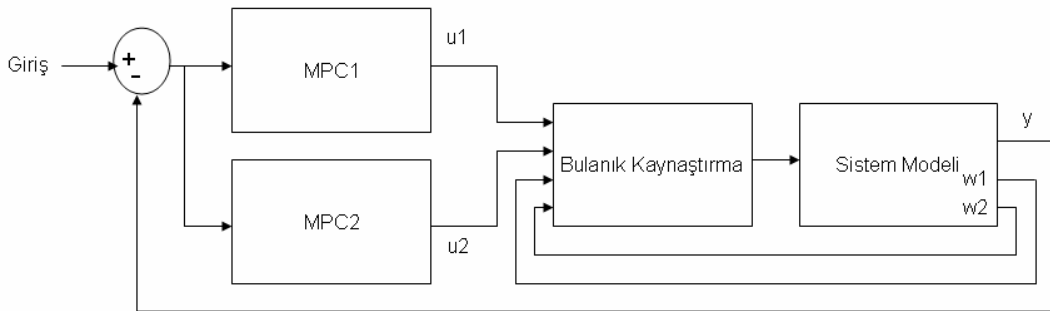 Giriş
+
-
MPC1
u1
MPC2
u2
Bulanık Kaynaştırma
Sistem Modeli
y
w1
w2